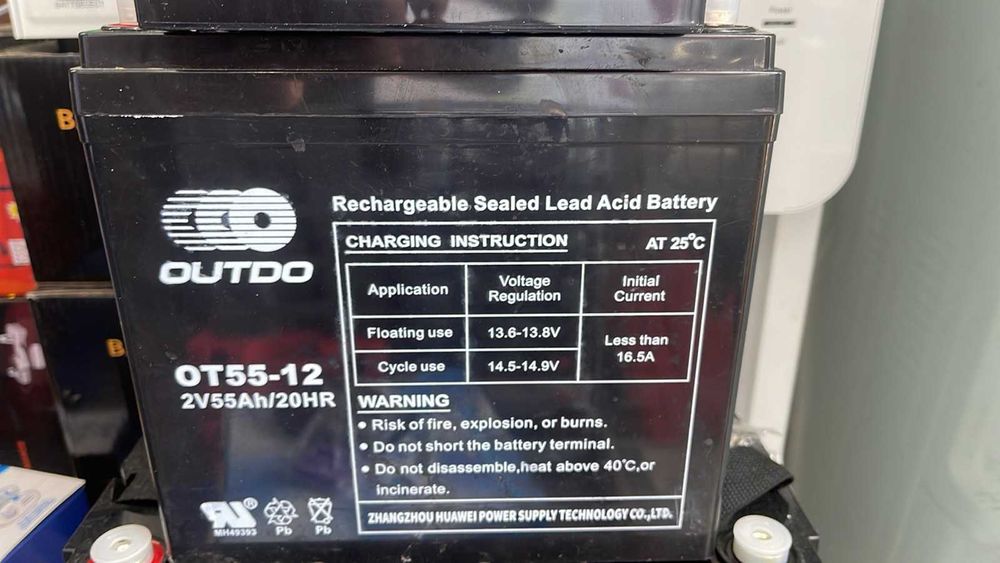 Power
B
B
OUTDO
OT55-12
2V55Ah/20HR
Rechargeable Sealed Lead Acid Battery
CHARGING INSTRUCTION AT 25°C
Application Voltage Regulation Initial Current
Floating use 13.6-13.8V Less than 16.5A
Cycle use 14.5-14.9V
WARNING
• Risk of fire, explosion, or burns.
• Do not short the battery terminal.
• Do not disassemble,heat above 40°C,or
incinerate.
ZHANGZHOU HUAWEI POWER SUPPLY TECHNOLOGY CO.,LTD.
MH49393
Pb Pb